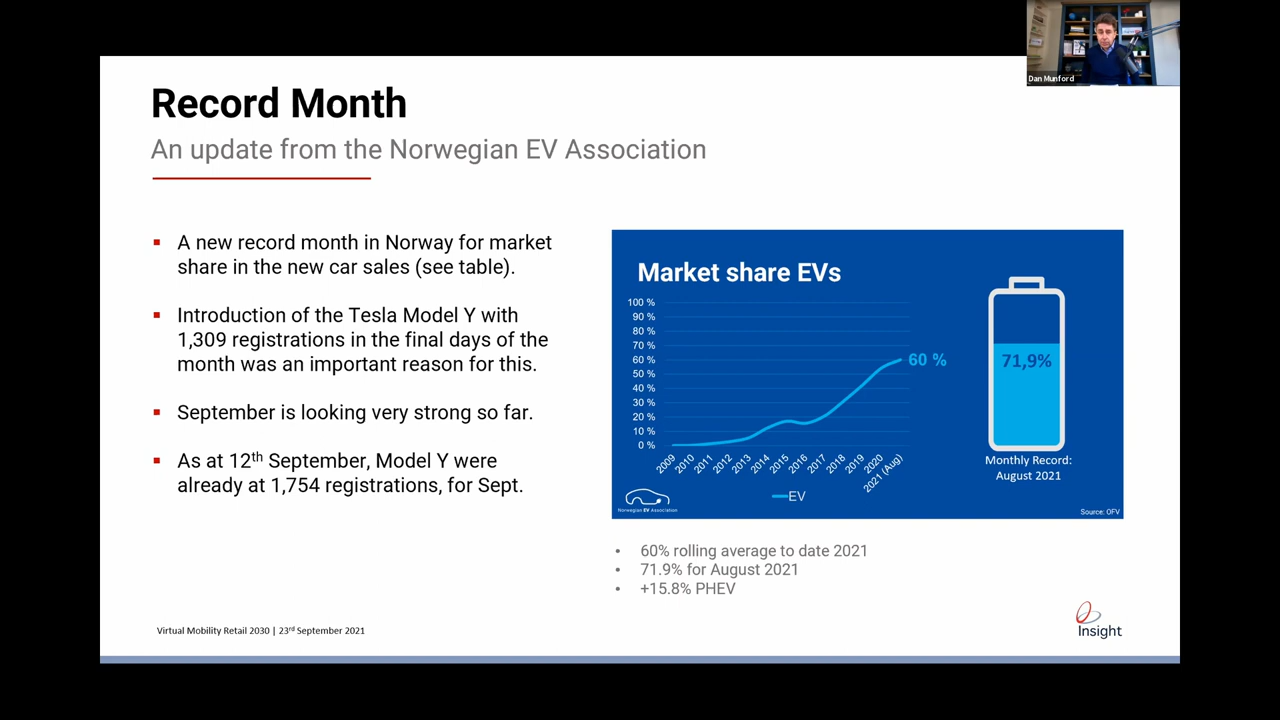 Dan Munford
Record Month
An update from the Norwegian EV Association
▪ A new record month in Norway for market
share in the new car sales (see table).
▪ Introduction of the Tesla Model Y with
1,309 registrations in the final days of the
month was an important reason for this.
▪ September is looking very strong so far.
▪ As at 12th September, Model Y were
already at 1,754 registrations, for Sept.
Market share EVs
100 %
90 %
80 %
70 %
60 %
50 %
40 %
30 %
20 %
10 %
0 %
2009
2010
2011
2012
2013
2014
2015
2016
2017
2018
2019
2020
2021 (Aug)
60 %
EV
Norwegian EV Association
71,9%
Monthly Record:
August 2021
Source: OFV
• 60% rolling average to date 2021
• 71.9% for August 2021
• +15.8% PHEV
Virtual Mobility Retail 2030 | 23rd September 2021
Insight